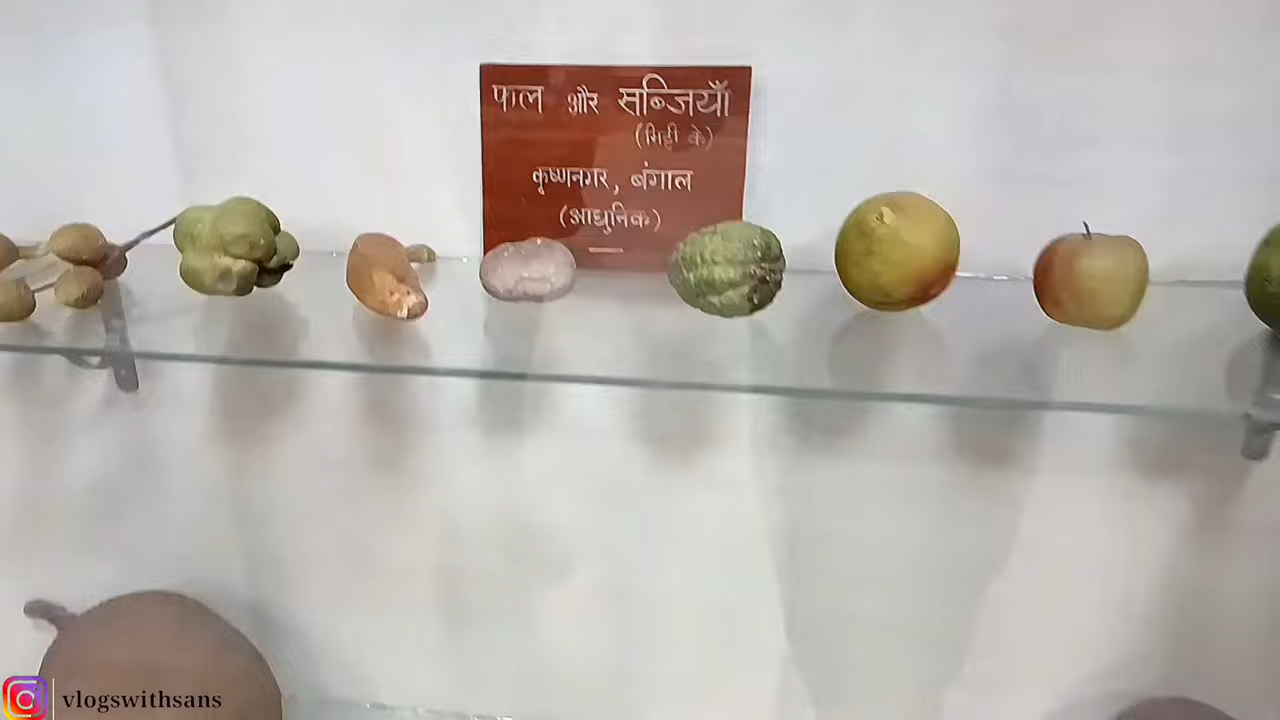 फल और सब्जियाँ
(मिट्टी के)
कृष्णनगर, बंगाल
(आधुनिक)
vlogswithsans